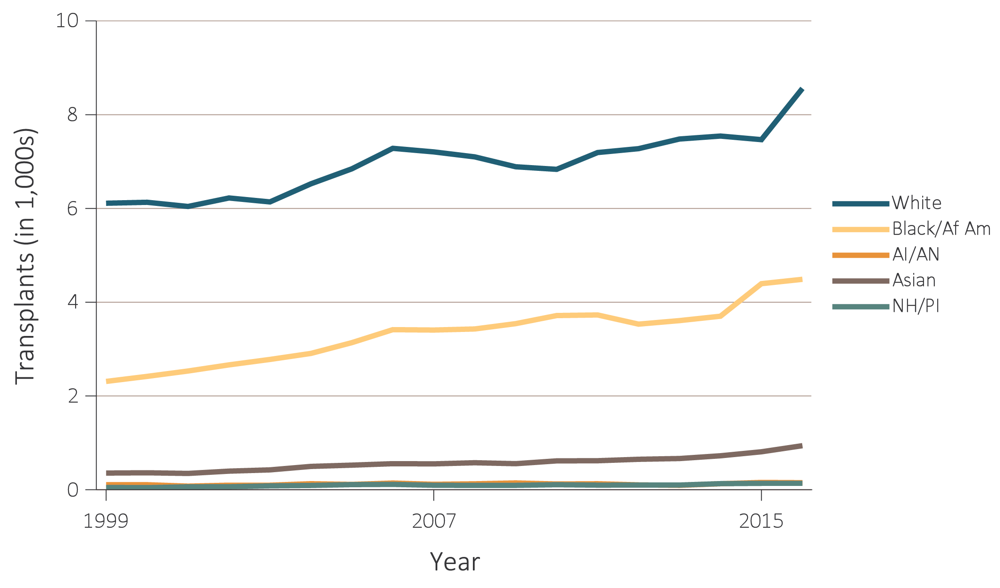 Transplants (in 1,000s)
10
8
6
4
2
0
1999
2007
2015
Year
White
Black/Af Am
AI/AN
Asian
NH/PI